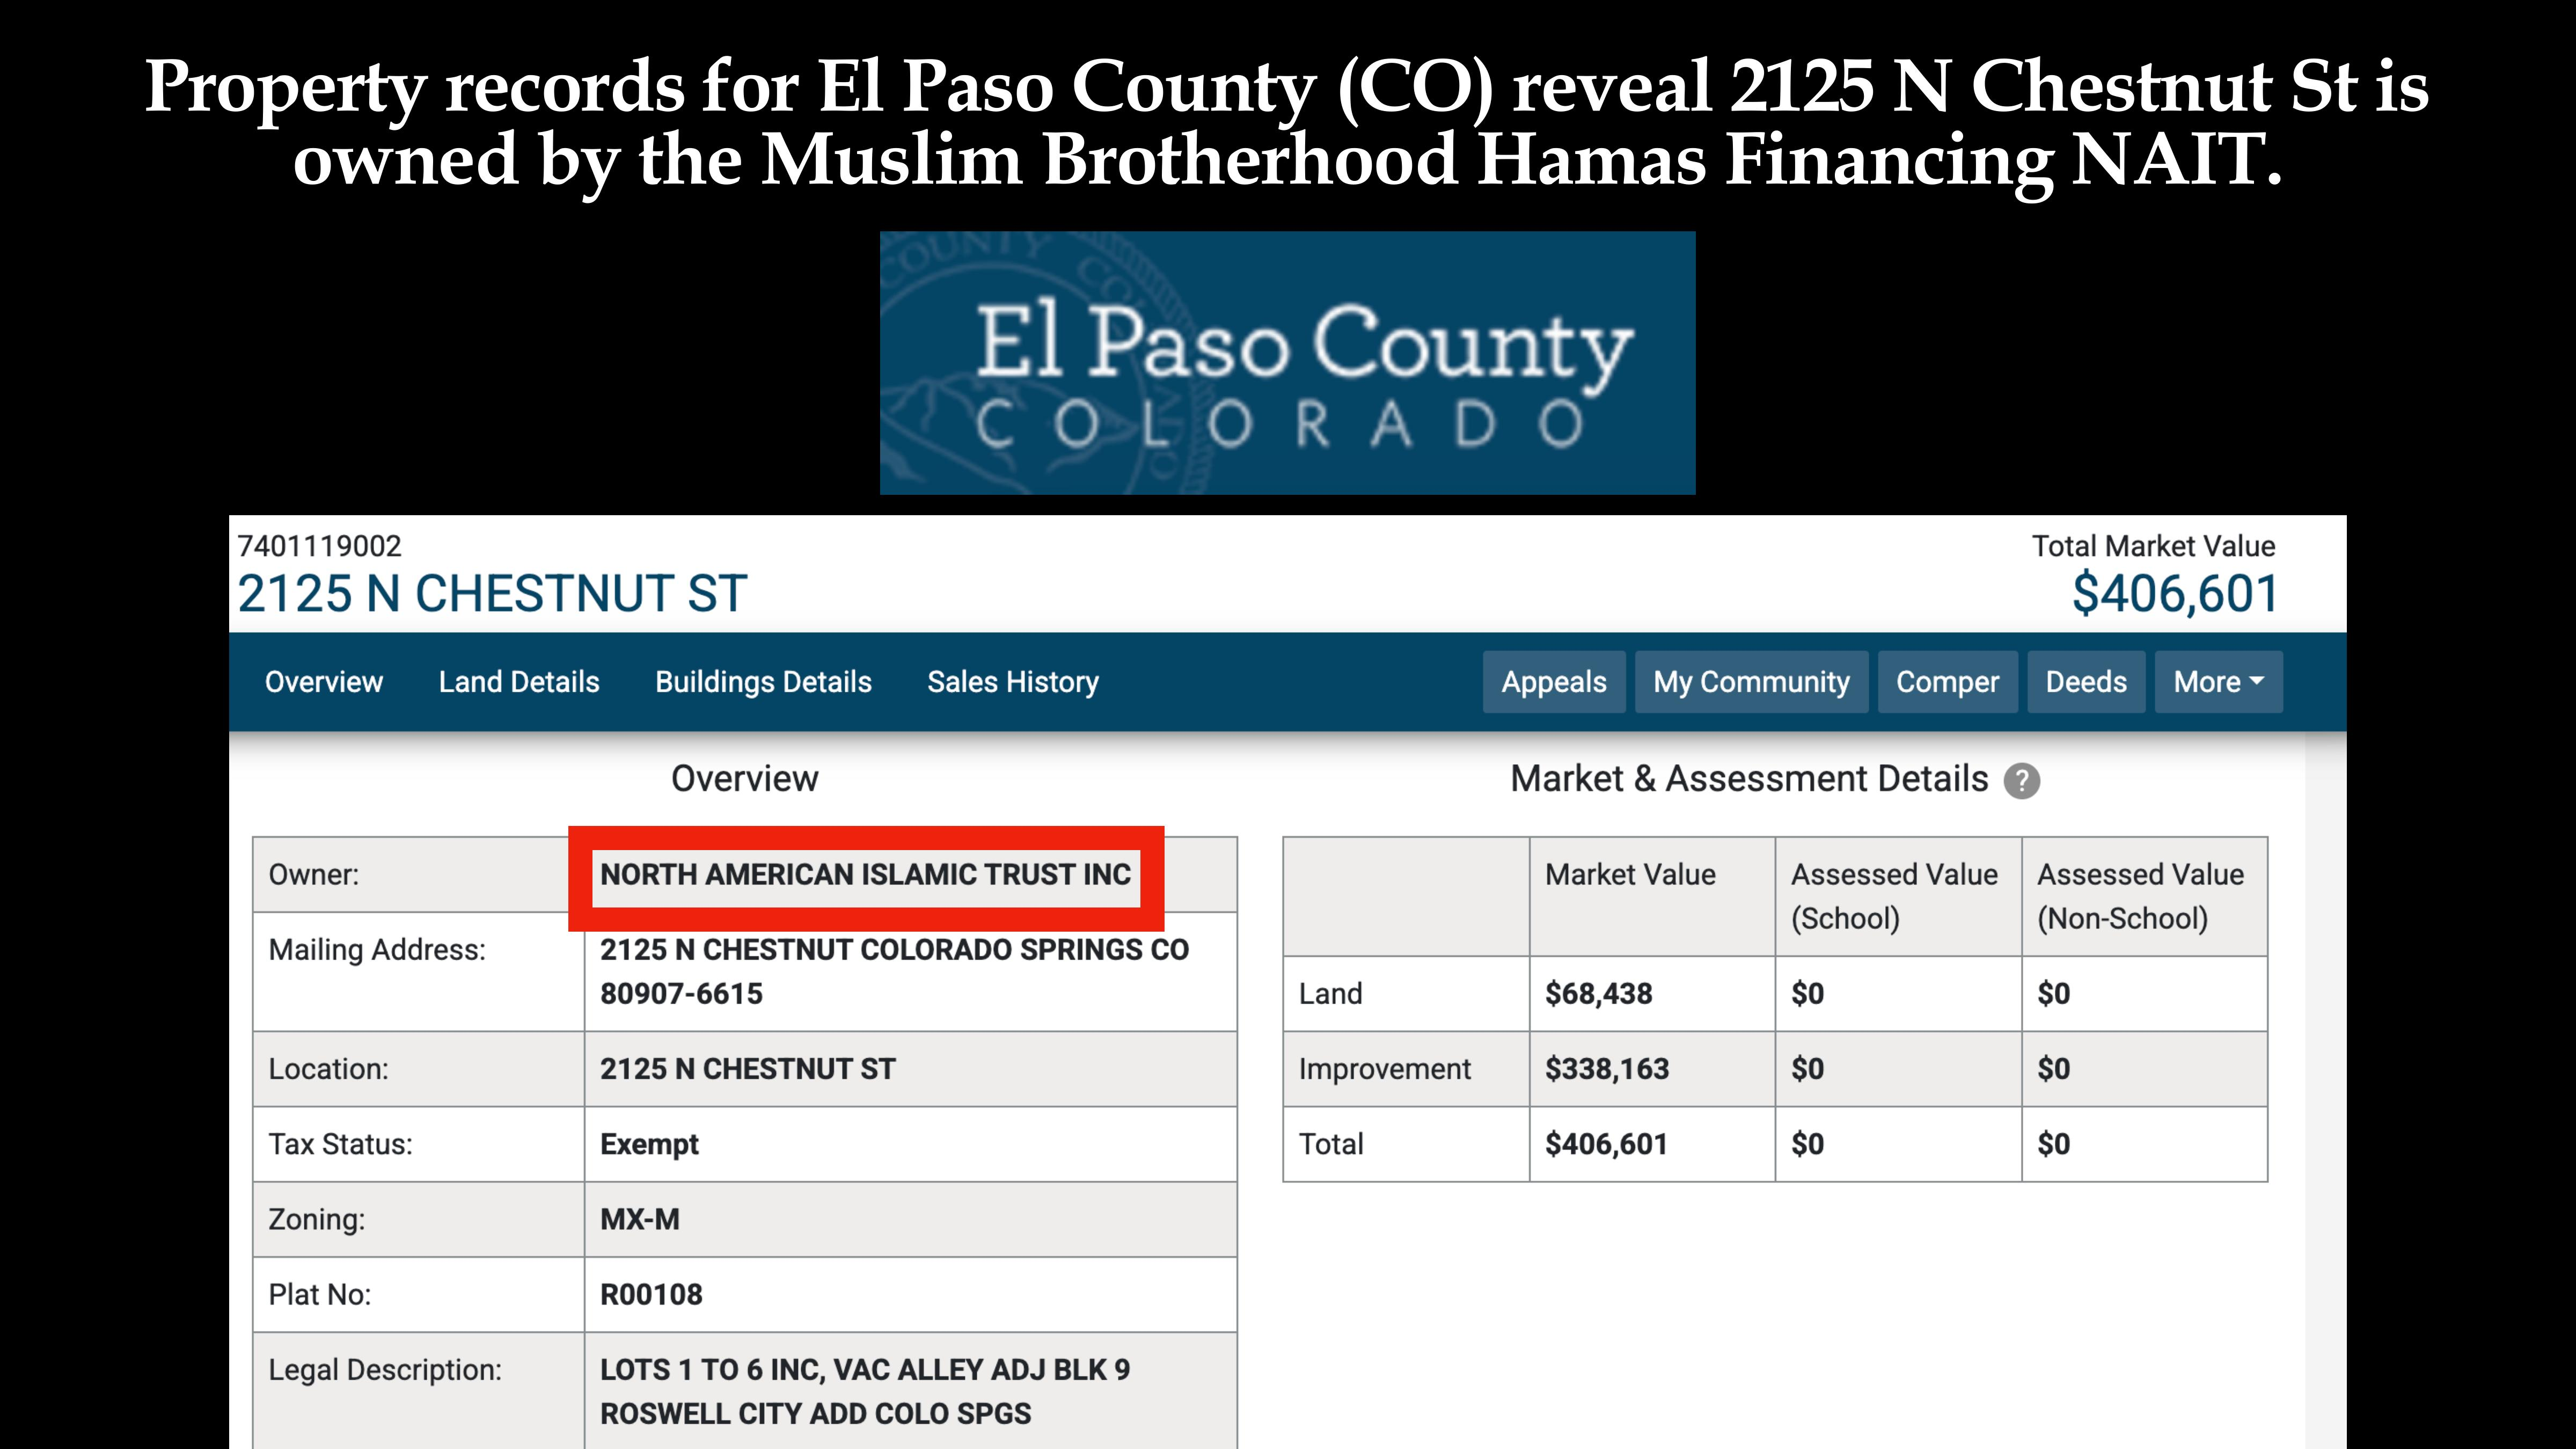 Property records for El Paso County (CO) reveal 2125 N Chestnut St is
owned by the Muslim Brotherhood Hamas Financing NAIT.
COUNTY COLORADO
El Paso County
COLORADO
7401119002
Total Market Value
2125 N CHESTNUT ST
$406,601
Overview Land Details Buildings Details Sales History Appeals My Community Comper Deeds More
Overview
Owner: NORTH AMERICAN ISLAMIC TRUST INC
Mailing Address: 2125 N CHESTNUT COLORADO SPRINGS CO
80907-6615
Location: 2125 N CHESTNUT ST
Tax Status: Exempt
Zoning: MX-M
Plat No: R00108
Legal Description: LOTS 1 TO 6 INC, VAC ALLEY ADJ BLK 9
ROSWELL CITY ADD COLO SPGS
Market & Assessment Details ?
Market Value Assessed Value Assessed Value
(School) (Non-School)
Land $68,438 $0 $0
Improvement $338,163 $0 $0
Total $406,601 $0 $0